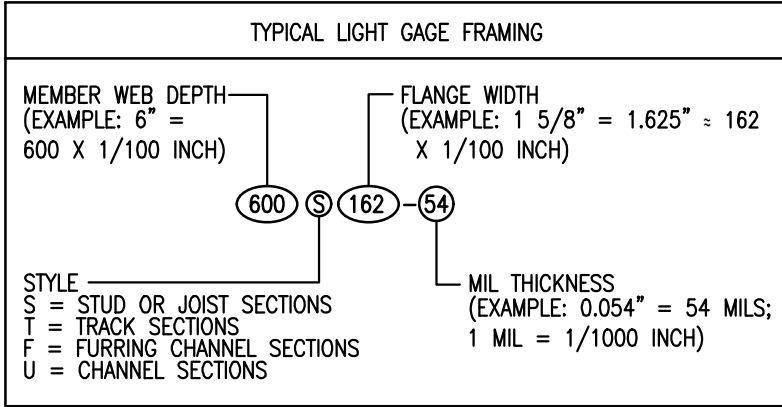 TYPICAL LIGHT GAGE FRAMING
MEMBER WEB DEPTH
(EXAMPLE: 6" =
600 X 1/100 INCH)
FLANGE WIDTH
(EXAMPLE: 1 5/8" = 1.625" ≈ 162
X 1/100 INCH)
600 S 162 - 54
STYLE
S = STUD OR JOIST SECTIONS
T = TRACK SECTIONS
F = FURRING CHANNEL SECTIONS
U = CHANNEL SECTIONS
MIL THICKNESS
(EXAMPLE: 0.054" = 54 MILS;
1 MIL = 1/1000 INCH)